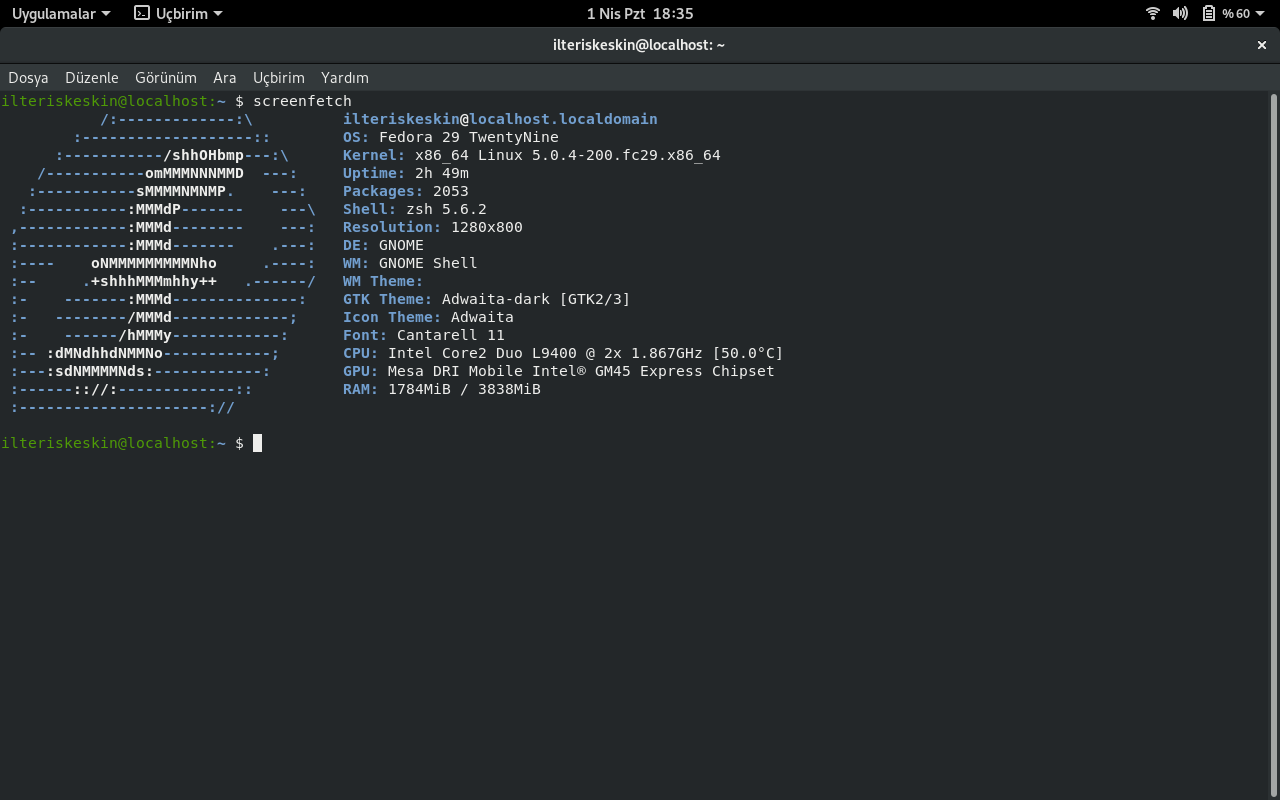 Uygulamalar Uçbirim 1 Nis Pzt 18:35 %60
ilteriskeskin@localhost: ~ ×
Dosya Düzenle Görünüm Ara Uçbirim Yardım
ilteriskeskin@localhost:~ $ screenfetch
           /:-------------:\          ilteriskeskin@localhost.localdomain
        :-------------------::        OS: Fedora 29 TwentyNine
      :-----------/shhOHbmp---:\      Kernel: x86_64 Linux 5.0.4-200.fc29.x86_64
    /-----------omMMMNNNMMD  ---:     Uptime: 2h 49m
   :-----------sMMMMNMNMP.    ---:    Packages: 2053
  :-----------:MMMdP-------    ---\   Shell: zsh 5.6.2
 ,------------:MMMd--------    ---:   Resolution: 1280x800
 :------------:MMMd-------    .---:   DE: GNOME
 :----    oNMMMMMMMMMNho     .----:   WM: GNOME Shell
 :--     .+shhhMMMmhhy++   .------/   WM Theme:
 :-    -------:MMMd--------------:    GTK Theme: Adwaita-dark [GTK2/3]
 :-   --------/MMMd-------------;     Icon Theme: Adwaita
 :-    ------/hMMMy------------:      Font: Cantarell 11
 :-- :dMNdhhdNMMNo------------;       CPU: Intel Core2 Duo L9400 @ 2x 1.867GHz [50.0°C]
 :---:sdNMMMMNds:------------:        GPU: Mesa DRI Mobile Intel® GM45 Express Chipset
 :------:://:-------------::          RAM: 1784MiB / 3838MiB
 :---------------------://
ilteriskeskin@localhost:~ $